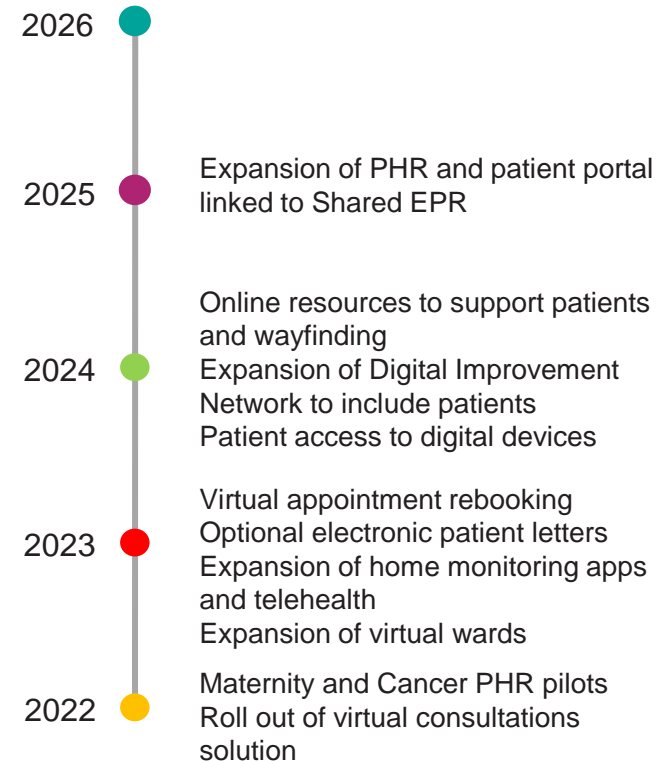 2026
2025
Expansion of PHR and patient portal
linked to Shared EPR
2024
Online resources to support patients
and wayfinding
Expansion of Digital Improvement
Network to include patients
Patient access to digital devices
2023
Virtual appointment rebooking
Optional electronic patient letters
Expansion of home monitoring apps
and telehealth
Expansion of virtual wards
2022
Maternity and Cancer PHR pilots
Roll out of virtual consultations
solution